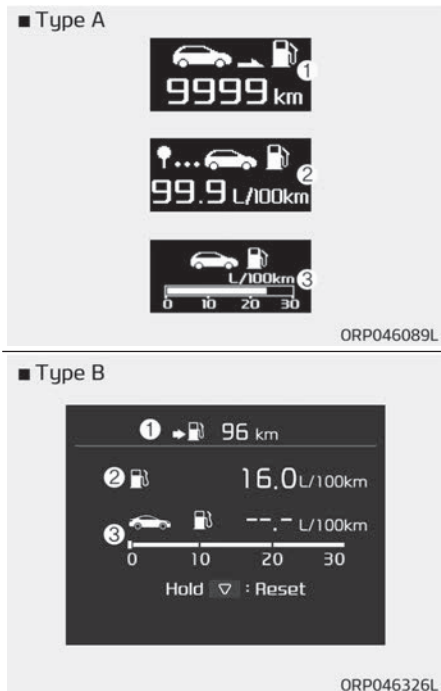 ■ Type A
①
9999 km
②
99.9 L/100km
L/100km ③
0 10 20 30
ORP046089L
■ Type B
① 96 km
② 16.0 L/100km
--.- L/100km
③
0 10 20 30
Hold ▽ : Reset
ORP046326L